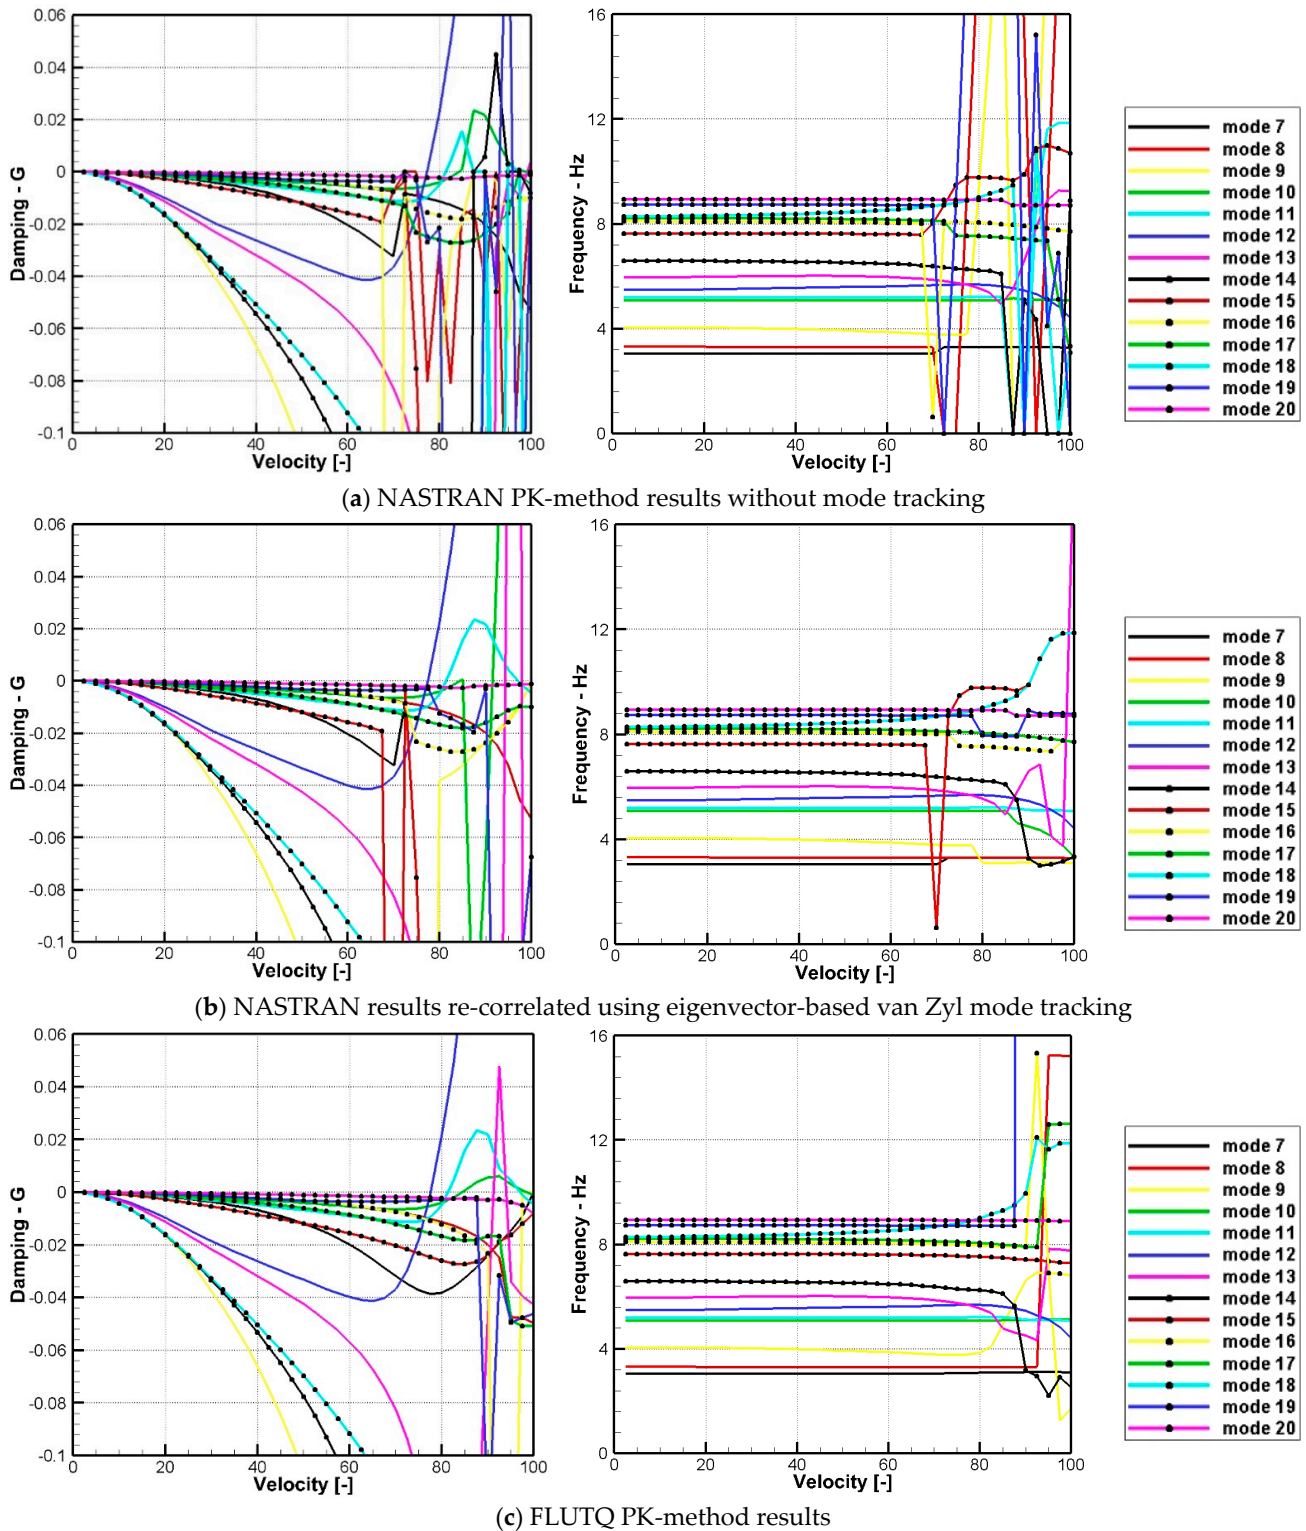 0.06
0.04
0.02
0
-0.02
-0.04
-0.06
-0.08
-0.1
Damping - G
0 20 40 60 80 100
Velocity [-]
16
12
8
4
0
Frequency - Hz
0 20 40 60 80 100
Velocity [-]
mode 7
mode 8
mode 9
mode 10
mode 11
mode 12
mode 13
mode 14
mode 15
mode 16
mode 17
mode 18
mode 19
mode 20
(a) NASTRAN PK-method results without mode tracking
0.06
0.04
0.02
0
-0.02
-0.04
-0.06
-0.08
-0.1
Damping - G
0 20 40 60 80 100
Velocity [-]
16
12
8
4
0
Frequency - Hz
0 20 40 60 80 100
Velocity [-]
mode 7
mode 8
mode 9
mode 10
mode 11
mode 12
mode 13
mode 14
mode 15
mode 16
mode 17
mode 18
mode 19
mode 20
(b) NASTRAN results re-correlated using eigenvector-based van Zyl mode tracking
0.06
0.04
0.02
0
-0.02
-0.04
-0.06
-0.08
-0.1
Damping - G
0 20 40 60 80 100
Velocity [-]
16
12
8
4
0
Frequency - Hz
0 20 40 60 80 100
Velocity [-]
mode 7
mode 8
mode 9
mode 10
mode 11
mode 12
mode 13
mode 14
mode 15
mode 16
mode 17
mode 18
mode 19
mode 20
(c) FLUTQ PK-method results